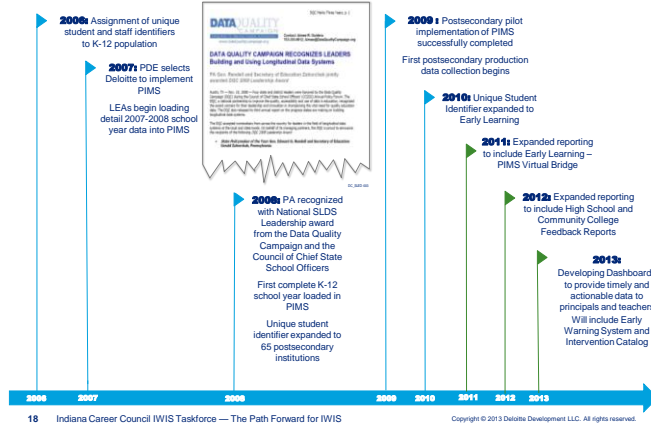 2006: Assignment of unique
student and staff identifiers
to K-12 population
2007: PDE selects
Deloitte to implement
PIMS
LEAs begin loading
detail 2007-2008 school
year data into PIMS
DATA QUALITY
CAMPAIGN
DATA QUALITY CAMPAIGN RECOGNIZES LEADERS
Building and Using Longitudinal Data Systems
2008: PA recognized
with National SLDS
Leadership award
from the Data Quality
Campaign and the
Council of Chief State
School Officers
First complete K-12
school year loaded in
PIMS
Unique student
identifier expanded to
65 postsecondary
institutions
2009 : Postsecondary pilot
implementation of PIMS
successfully completed
First postsecondary production
data collection begins
2010: Unique Student
Identifier expanded to
Early Learning
2011: Expanded reporting
to include Early Learning –
PIMS Virtual Bridge
2012: Expanded reporting
to include High School and
Community College
Feedback Reports
2013:
Developing Dashboard
to provide timely and
actionable data to
principals and teachers
Will include Early
Warning System and
Intervention Catalog
2006 2007 2008 2009 2010 2011 2012 2013
18 Indiana Career Council IWIS Taskforce — The Path Forward for IWIS
Copyright © 2013 Deloitte Development LLC. All rights reserved.